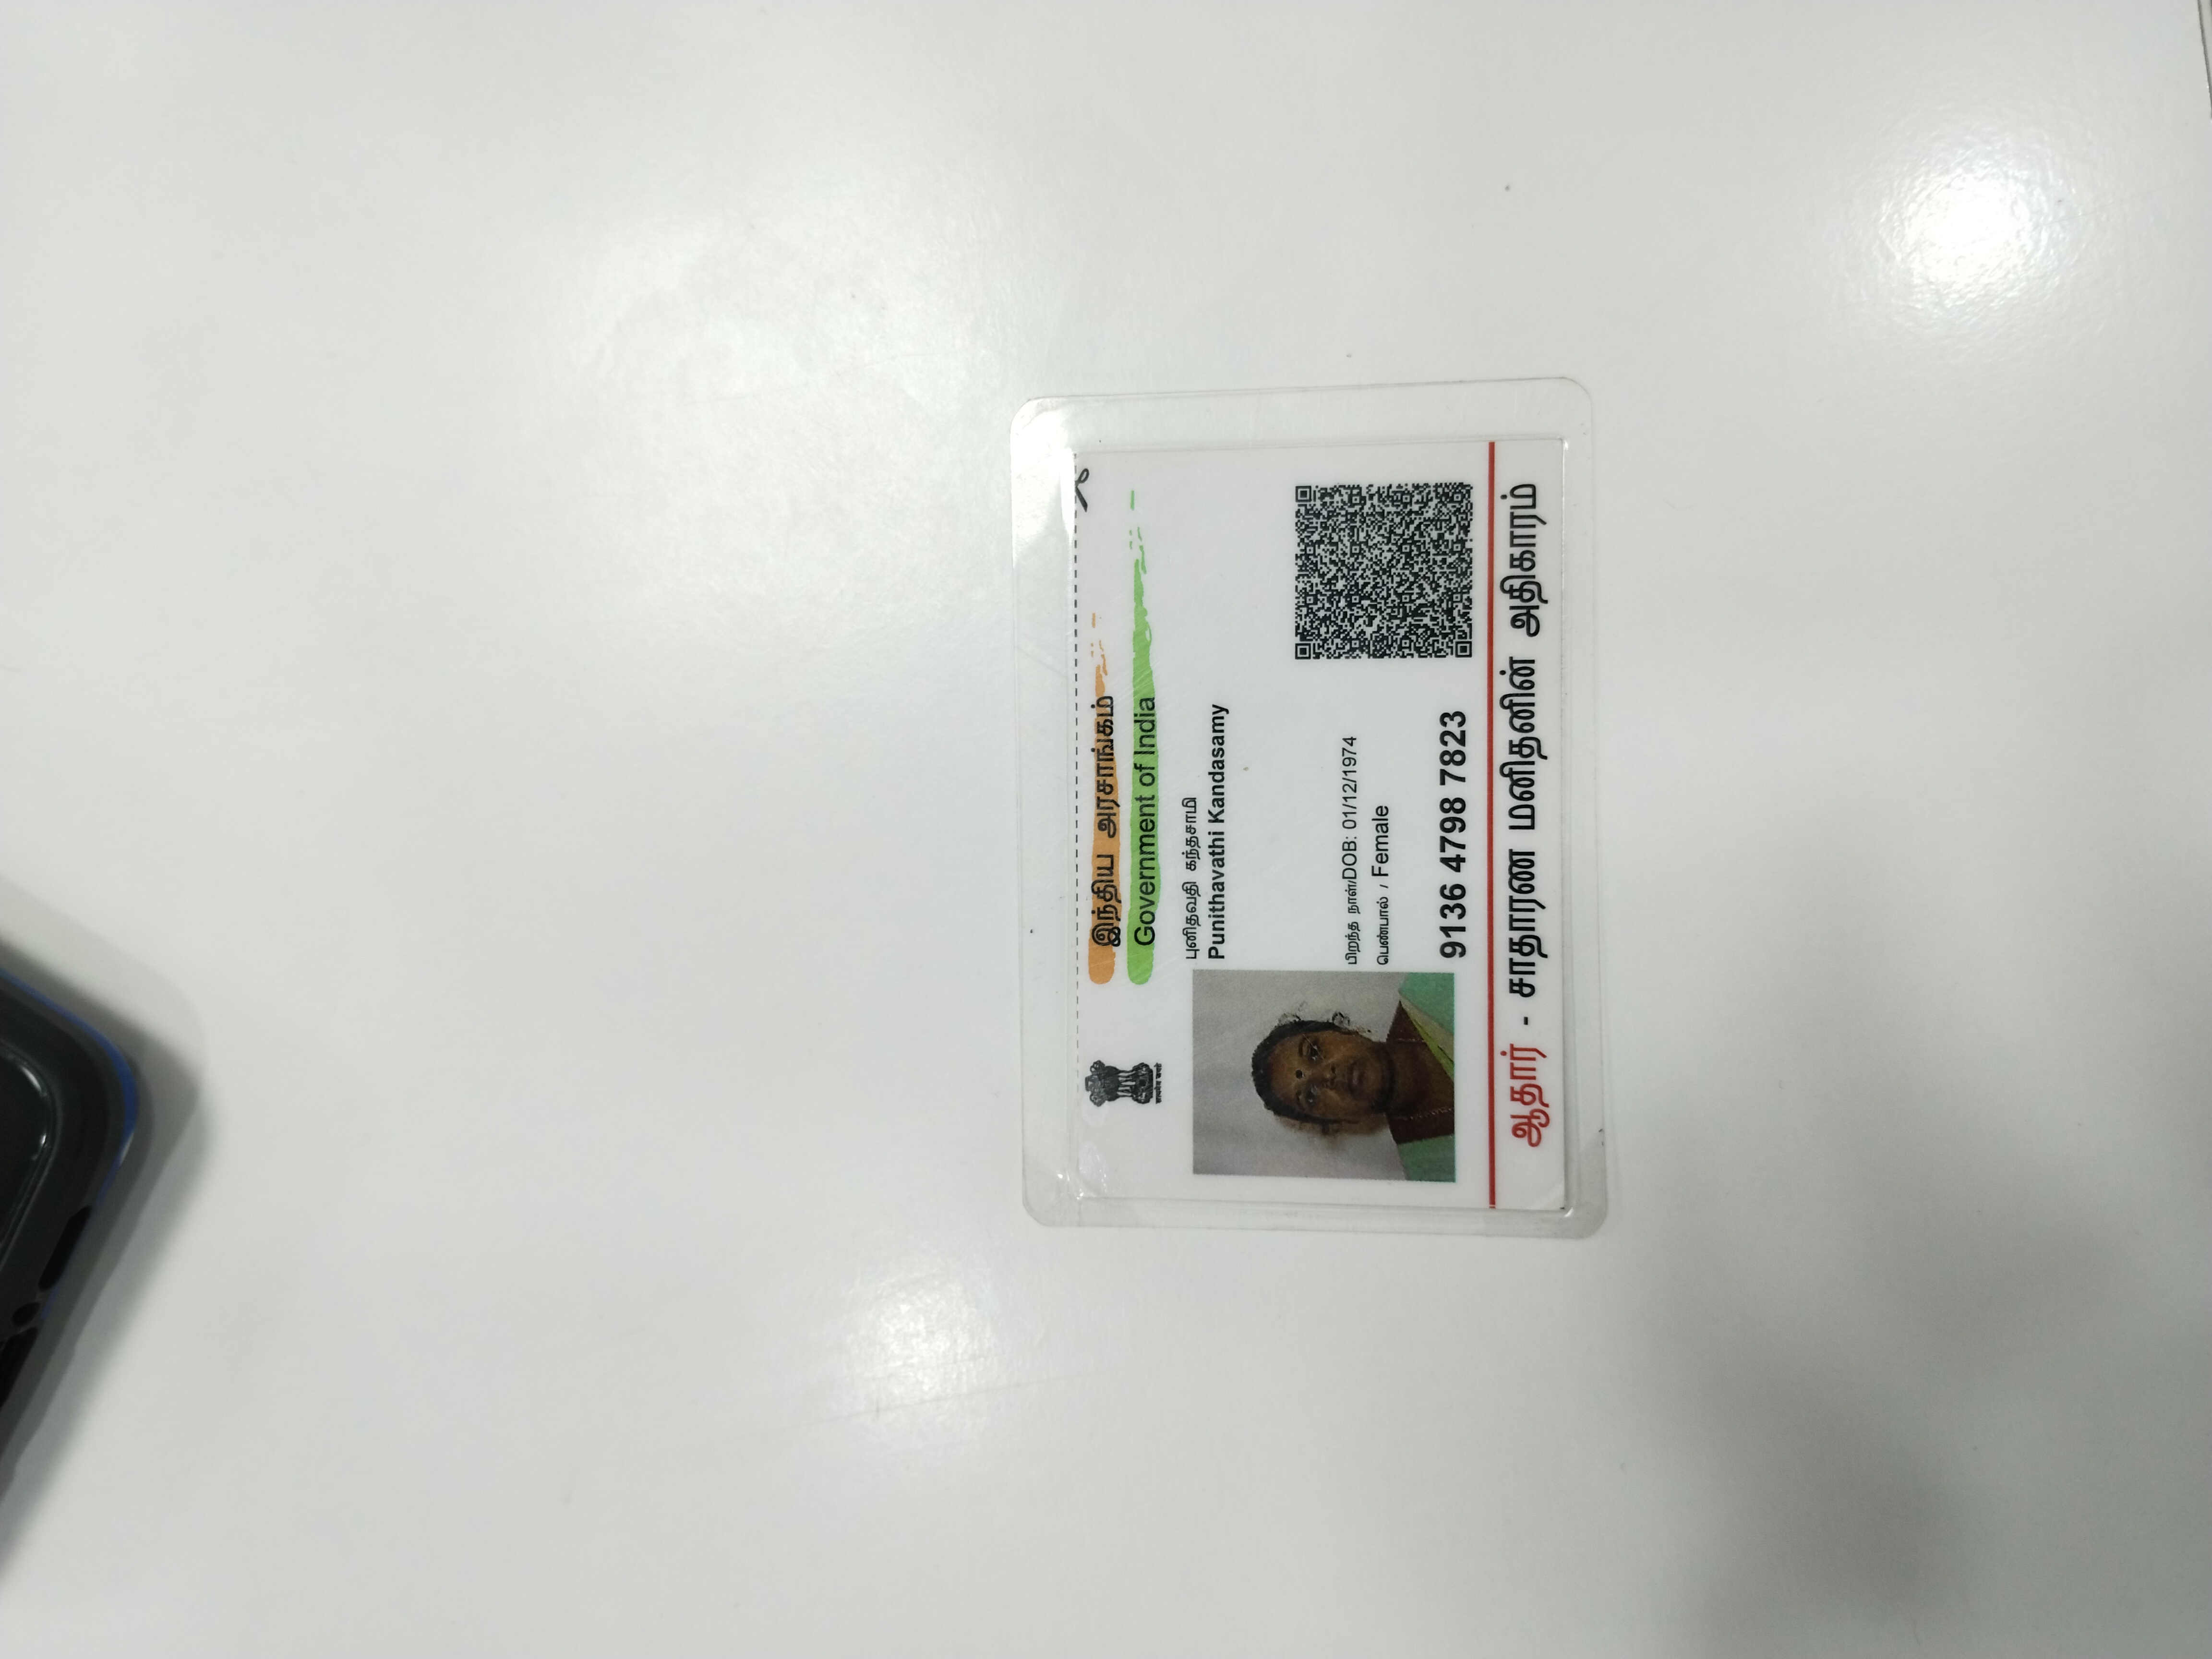 இந்திய அரசாங்கம்
Government of India
புனிதவதி கந்தசாமி
Punithavathi Kandasamy
பிறந்த நாள்/DOB: 01/12/1974
பெண்பால் / Female
9136 4798 7823
ஆதார் - சாதாரண மனிதனின் அதிகாரம்